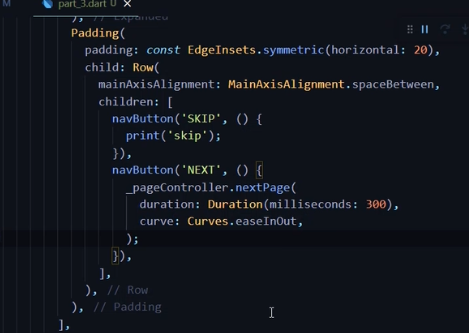 M part_3.dart U ×
), // Expanded
Padding(
padding: const EdgeInsets.symmetric(horizontal: 20),
child: Row(
mainAxisAlignment: MainAxisAlignment.spaceBetween,
children: [
navButton('SKIP', () {
print('skip');
}),
navButton('NEXT', () {
_pageController.nextPage(
duration: Duration(milliseconds: 300),
curve: Curves.easeInOut,
);
}),
],
), // Row
), // Padding
],